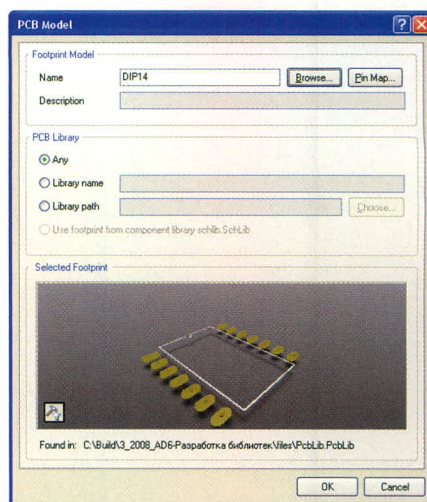 PCB Model
Footprint Model
Name DIP14 Browse... Pin Map...
Description
PCB Library
Any
Library name
Library path Choose...
Use footprint from component library schlib.SchLib
Selected Footprint
Found in: C:\Build\3_2008_AD6-Разработка библиотек\files\PcbLib.PcbLib
OK Cancel